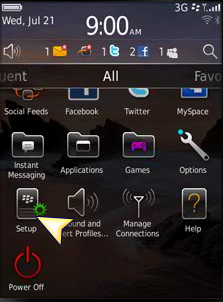 3G
Wed, Jul 21
9:00AM
1 1 1 2 1
uent All Favo
Social Feeds Facebook Twitter MySpace
Instant Messaging Applications Games Options
Setup ound and ert Profiles... Manage Connections Help
Power Off